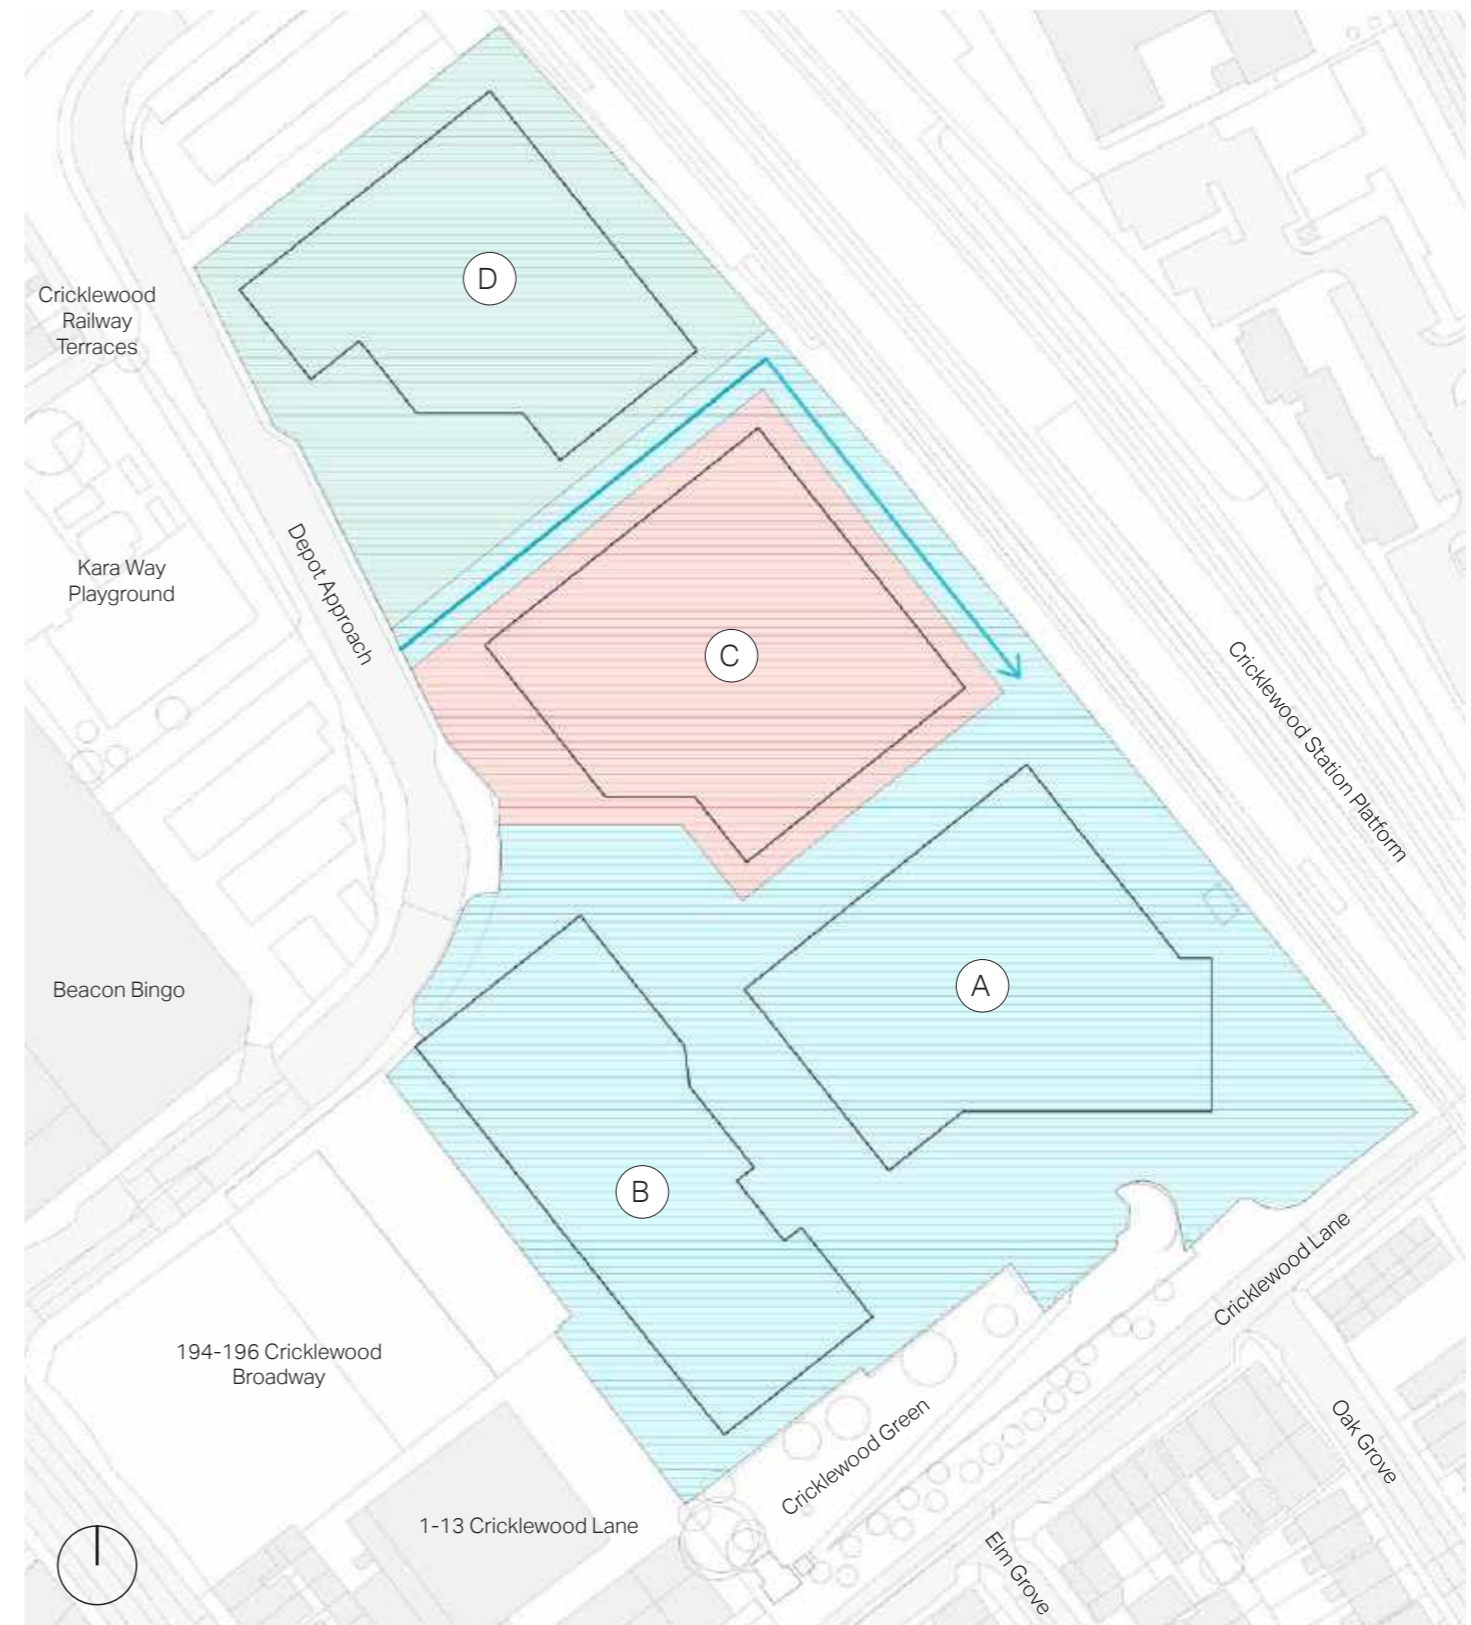 D
Cricklewood
Railway
Terraces
Depot Approach
Kara Way
Playground
C
Cricklewood Station Platform
Beacon Bingo
A
B
Cricklewood Lane
194-196 Cricklewood
Broadway
Cricklewood Green
Oak Grove
1-13 Cricklewood Lane
Elm Grove